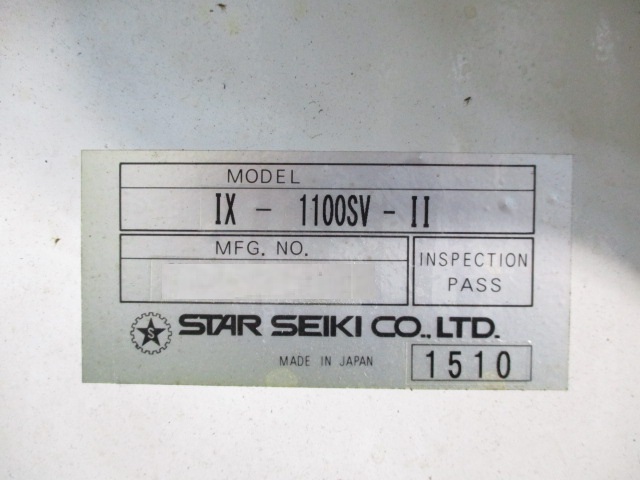 MODEL
IX - 1100SV - II
MFG. NO.
INSPECTION
PASS
S
STAR SEIKI CO., LTD.
MADE IN JAPAN
1510